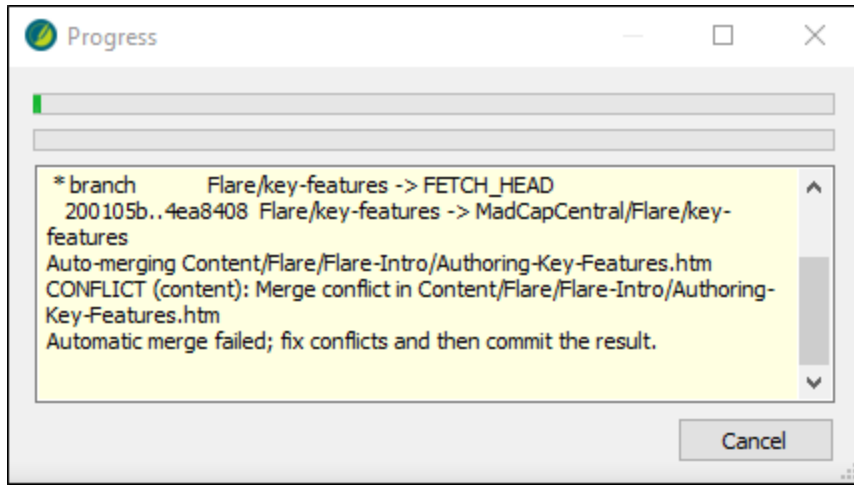 Progress
* branch Flare/key-features -> FETCH_HEAD
200105b..4ea8408 Flare/key-features -> MadCapCentral/Flare/key-
features
Auto-merging Content/Flare/Flare-Intro/Authoring-Key-Features.htm
CONFLICT (content): Merge conflict in Content/Flare/Flare-Intro/Authoring-
Key-Features.htm
Automatic merge failed; fix conflicts and then commit the result.
Cancel